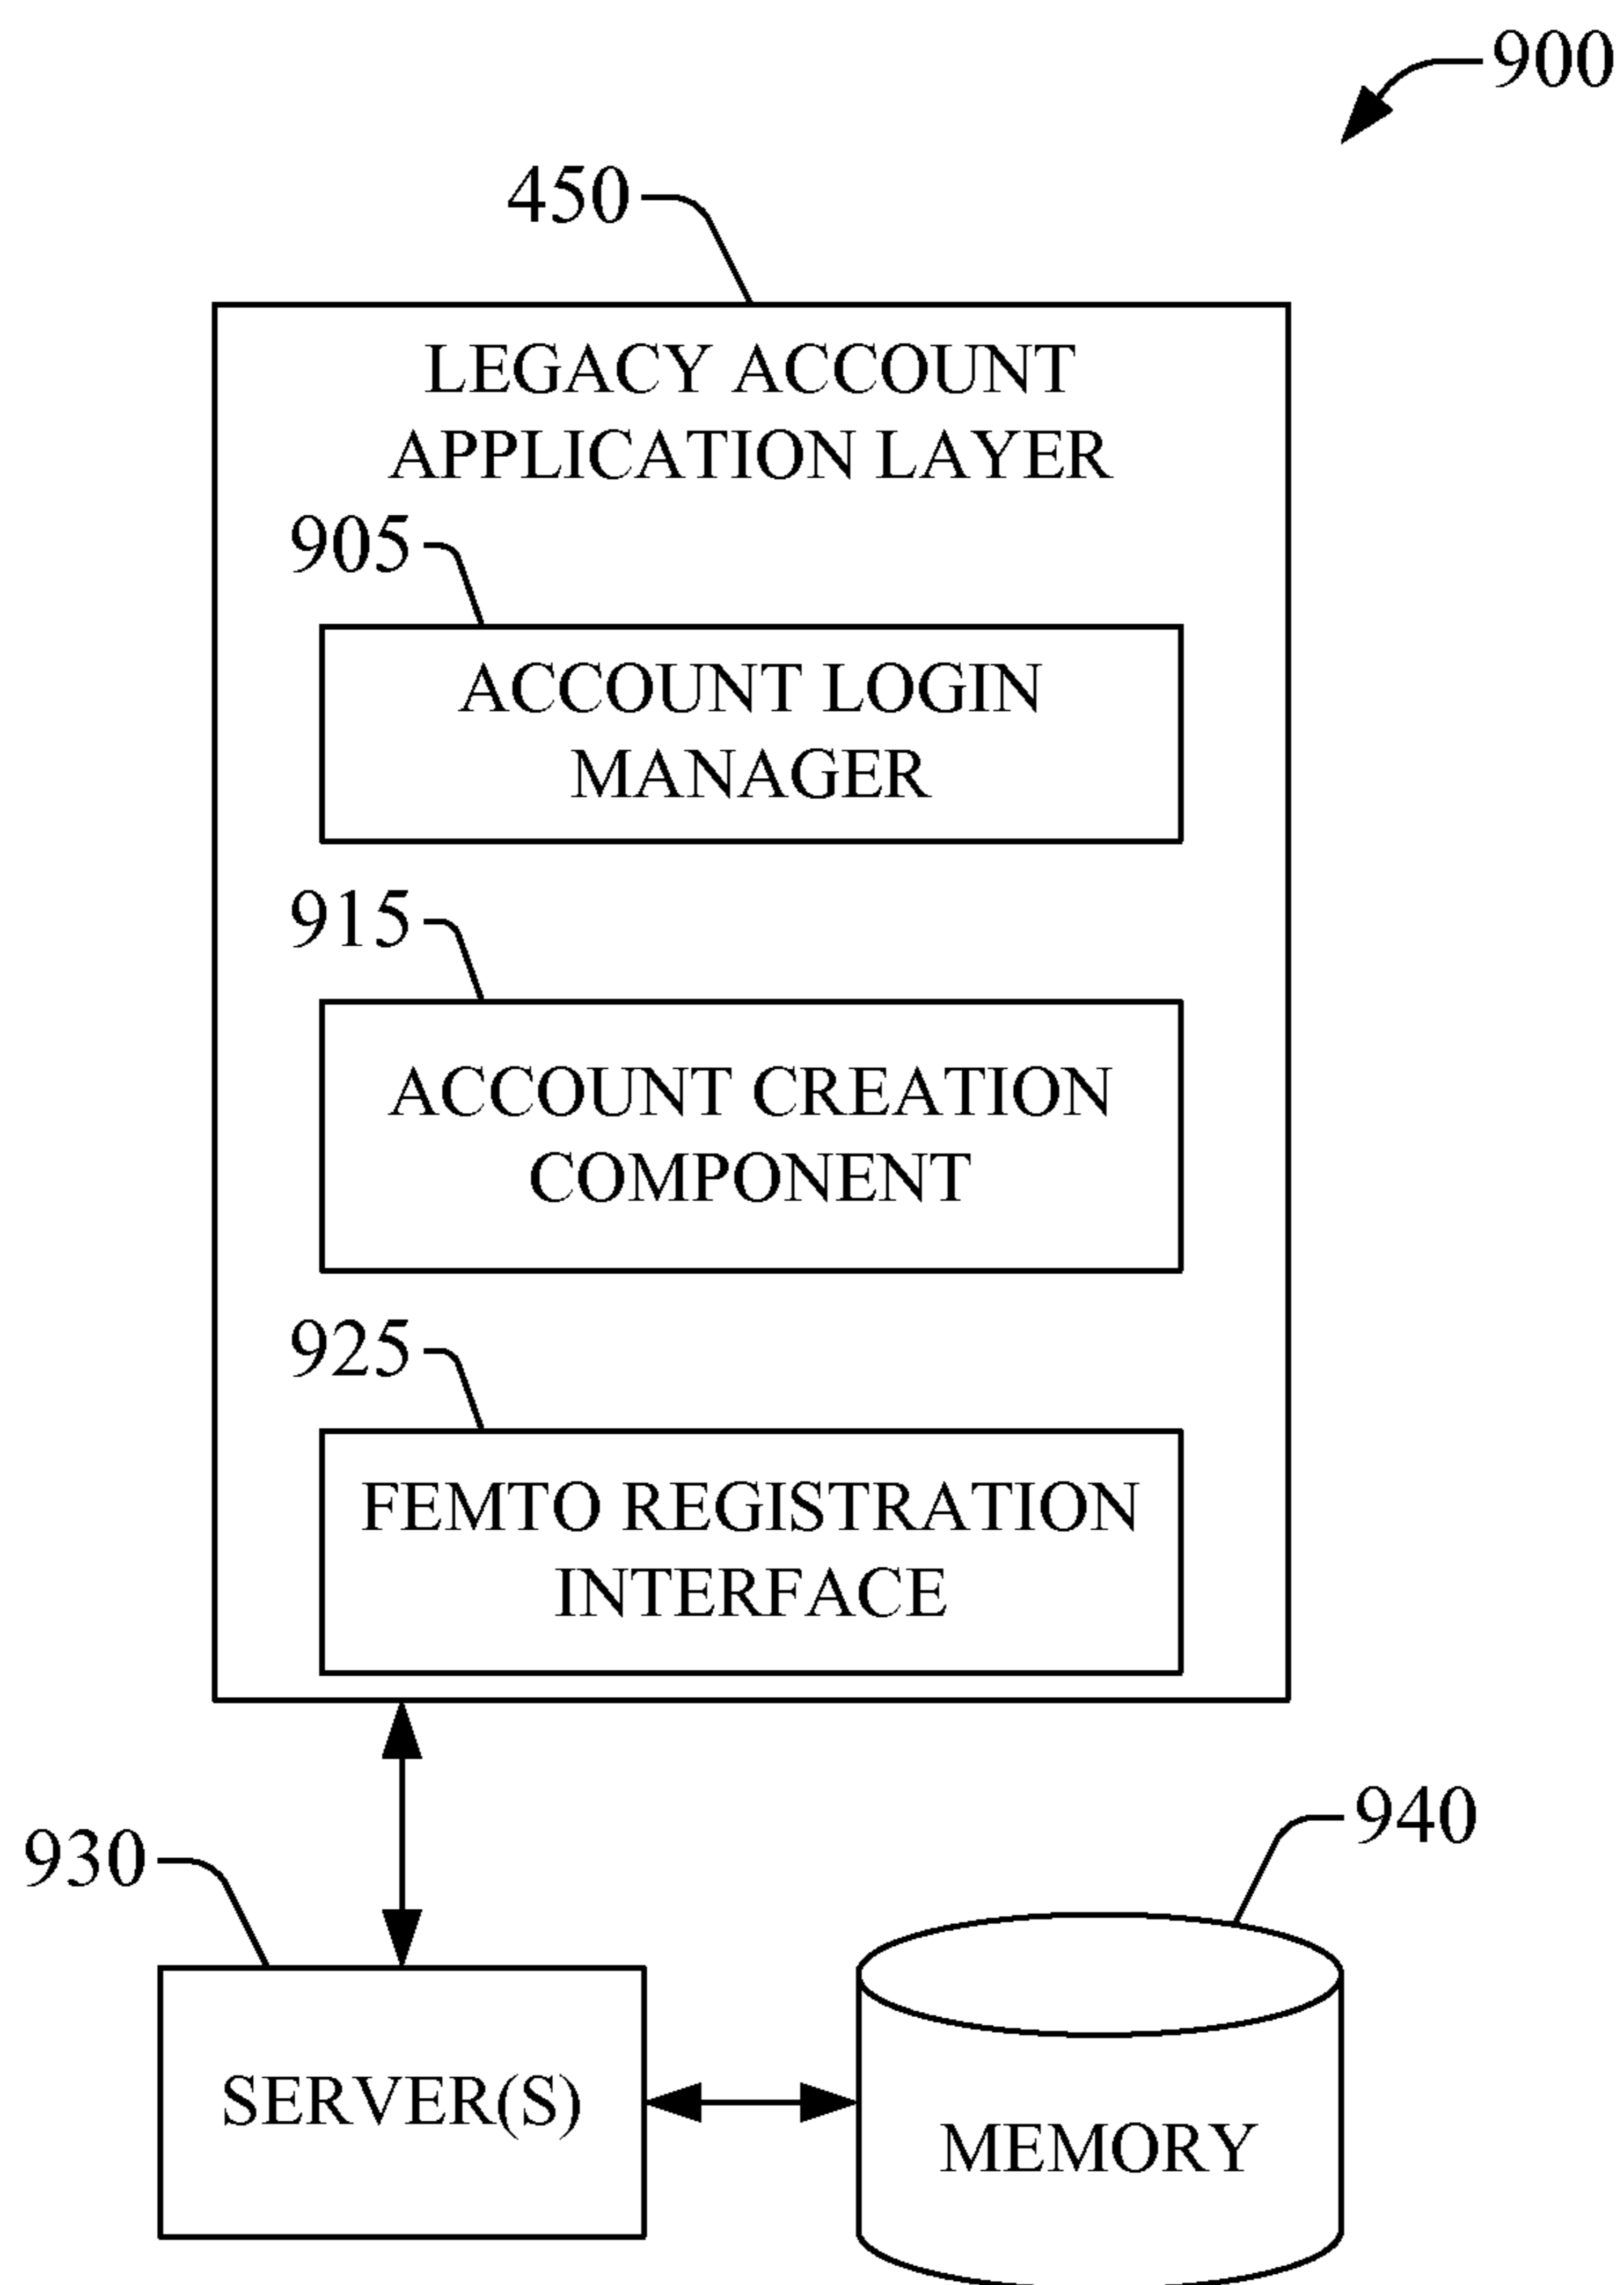 900
450
LEGACY ACCOUNT
APPLICATION LAYER
905
ACCOUNT LOGIN
MANAGER
915
ACCOUNT CREATION
COMPONENT
925
FEMTO REGISTRATION
INTERFACE
930
940
SERVER(S)
MEMORY